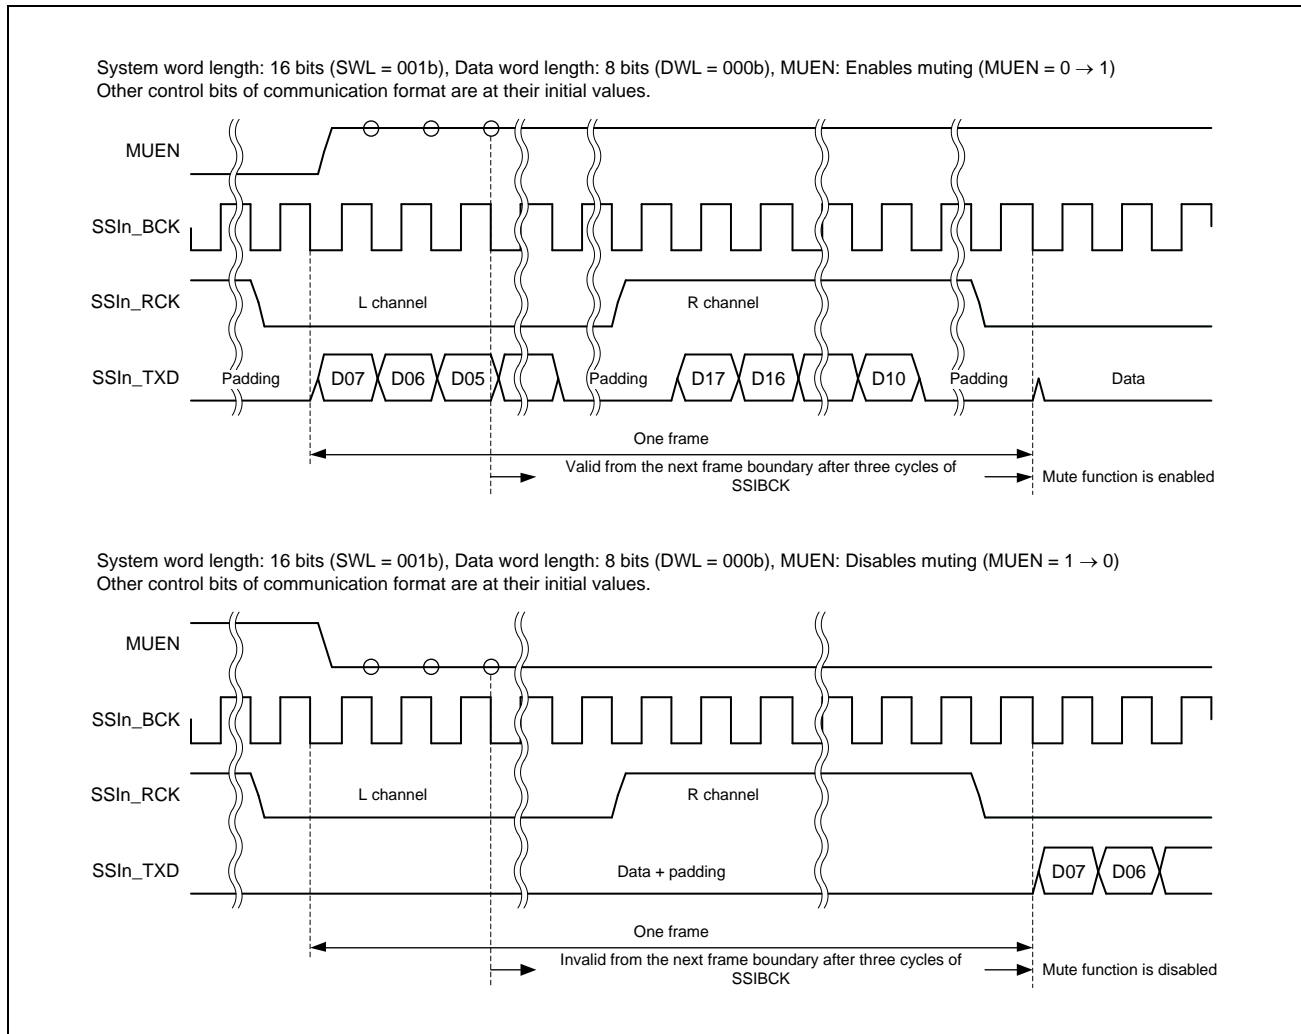 System word length: 16 bits (SWL = 001b), Data word length: 8 bits (DWL = 000b), MUEN: Enables muting (MUEN = 0 → 1)
Other control bits of communication format are at their initial values.
MUEN
SSIn_BCK
SSIn_RCK
L channel
R channel
SSIn_TXD
Padding
D07
D06
D05
Padding
D17
D16
D10
Padding
Data
One frame
Valid from the next frame boundary after three cycles of
SSIBCK
Mute function is enabled
System word length: 16 bits (SWL = 001b), Data word length: 8 bits (DWL = 000b), MUEN: Disables muting (MUEN = 1 → 0)
Other control bits of communication format are at their initial values.
MUEN
SSIn_BCK
SSIn_RCK
L channel
R channel
SSIn_TXD
Data + padding
D07
D06
One frame
Invalid from the next frame boundary after three cycles of
SSIBCK
Mute function is disabled